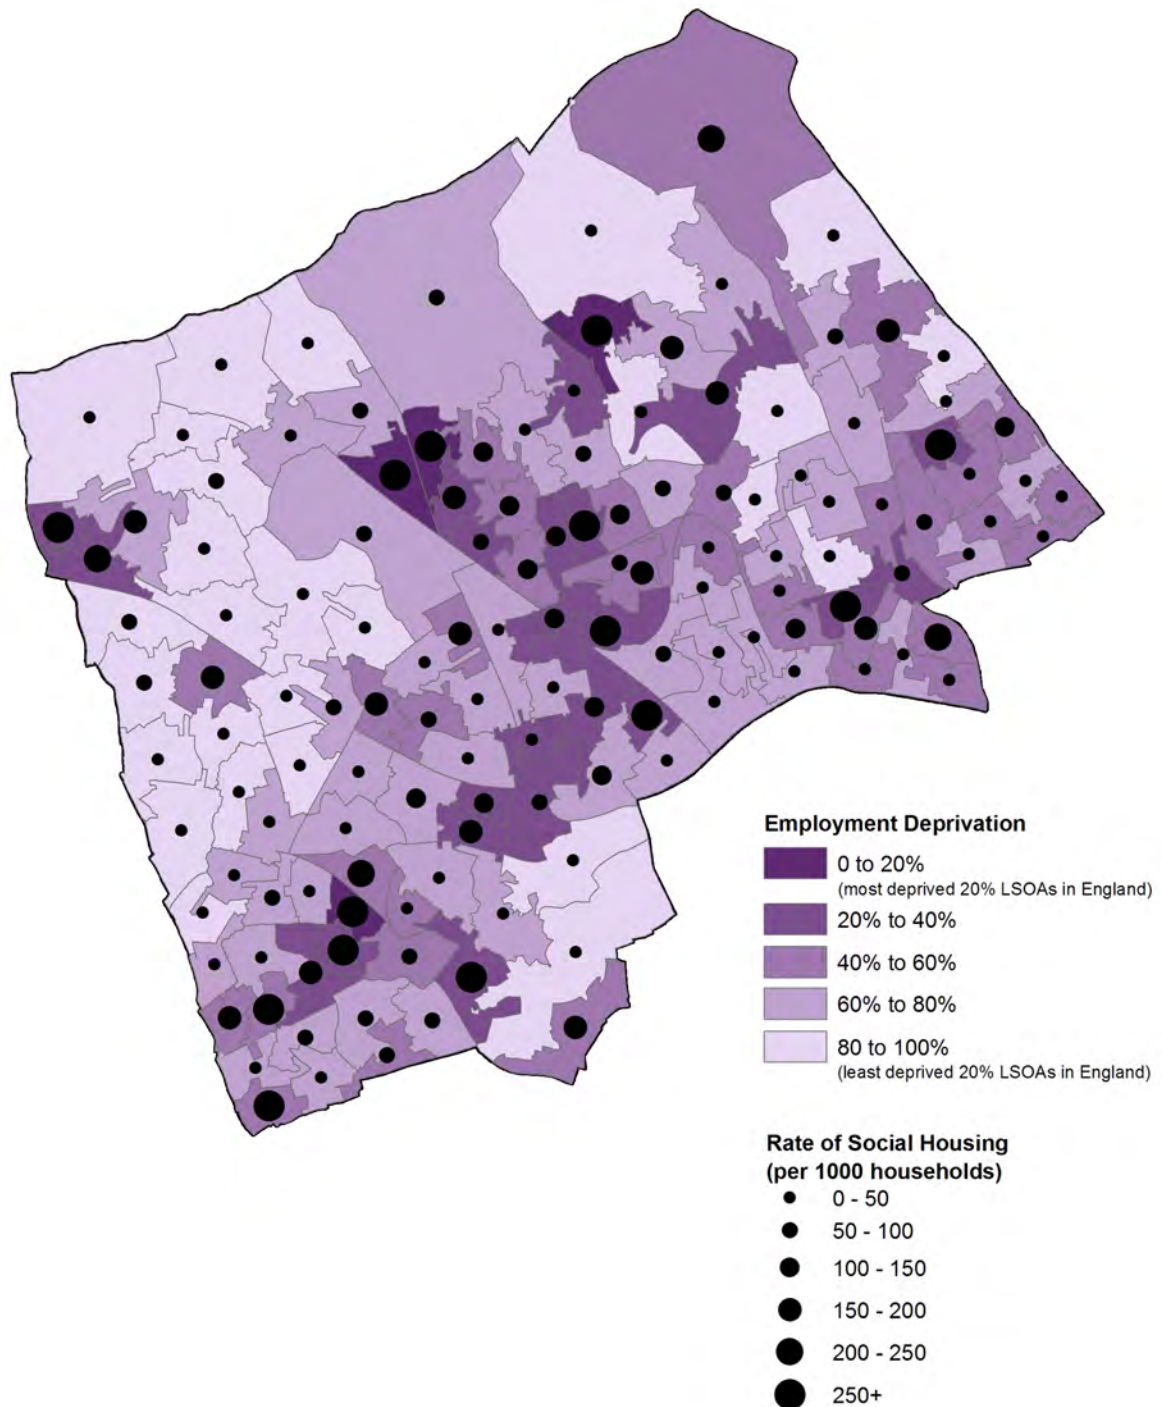 Employment Deprivation
0 to 20%
(most deprived 20% LSOAs in England)
20% to 40%
40% to 60%
60% to 80%
80 to 100%
(least deprived 20% LSOAs in England)
Rate of Social Housing
(per 1000 households)
0 - 50
50 - 100
100 - 150
150 - 200
200 - 250
250+